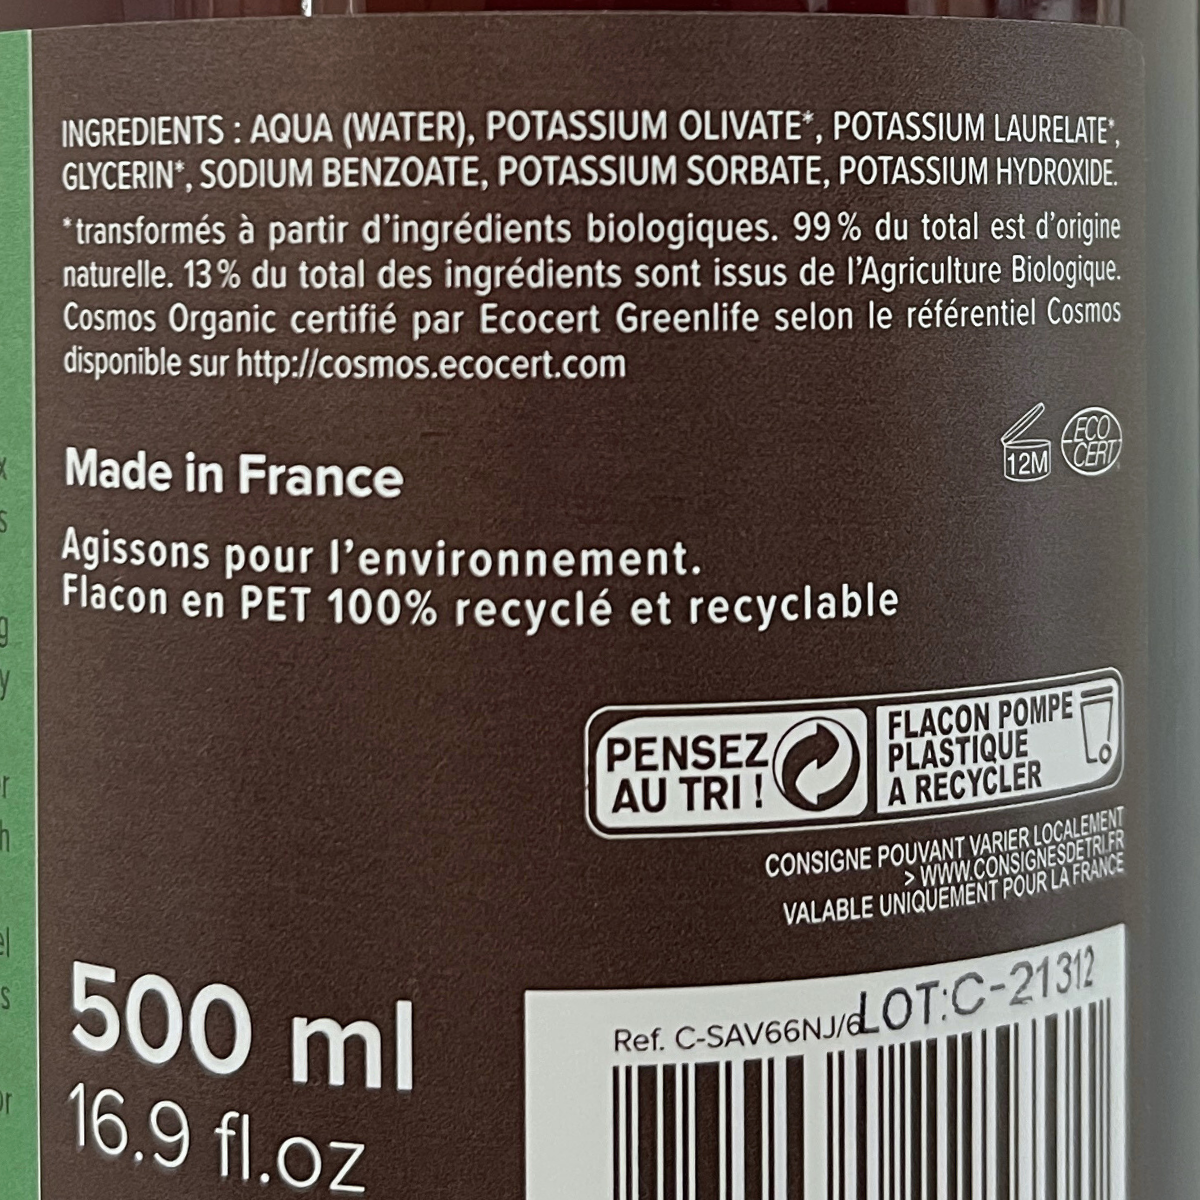 INGREDIENTS : AQUA (WATER), POTASSIUM OLIVATE*, POTASSIUM LAURELATE*,
GLYCERIN*, SODIUM BENZOATE, POTASSIUM SORBATE, POTASSIUM HYDROXIDE.
*transformés à partir d'ingrédients biologiques. 99% du total est d'origine
naturelle. 13% du total des ingrédients sont issus de l'Agriculture Biologique.
Cosmos Organic certifié par Ecocert Greenlife selon le référentiel Cosmos
disponible sur http://cosmos.ecocert.com
12M
ECO
CERT
Made in France
Agissons pour l'environnement.
Flacon en PET 100% recyclé et recyclable
PENSEZ
AU TRI !
FLACON POMPE
PLASTIQUE
A RECYCLER
CONSIGNE POUVANT VARIER LOCALEMENT
> WWW.CONSIGNESDETRI.FR
VALABLE UNIQUEMENT POUR LA FRANCE
500 ml
16.9 fl.oz
Ref. C-SAV66NJ/6
LOT:C-21312